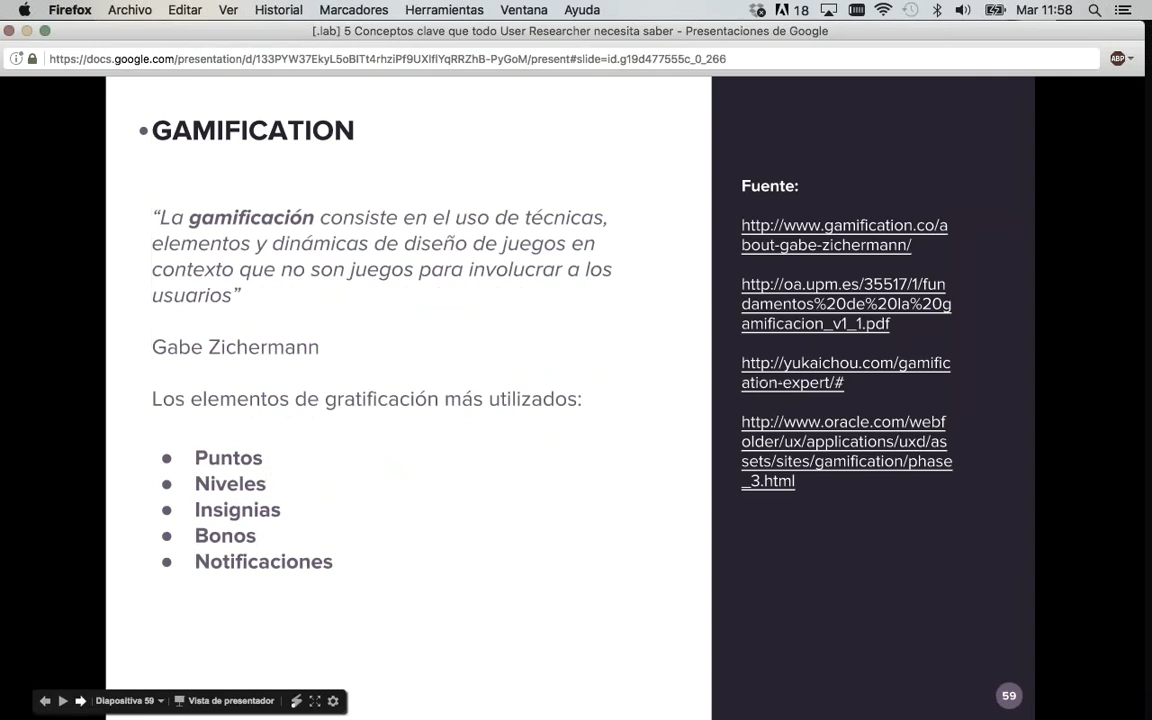 Firefox Archivo Editar Ver Historial Marcadores Herramientas Ventana Ayuda 18 Mar 11:58
[.lab] 5 Conceptos clave que todo User Researcher necesita saber - Presentaciones de Google
https://docs.google.com/presentation/d/133PYW37EkyL5oBITt4rhziPf9UXlflYqRRZhB-PyGoM/present#slide=id.g19d477555c_0_266
ABP
•GAMIFICATION
“La gamificación consiste en el uso de técnicas,
elementos y dinámicas de diseño de juegos en
contexto que no son juegos para involucrar a los
usuarios”
Gabe Zichermann
Los elementos de gratificación más utilizados:
● Puntos
● Niveles
● Insignias
● Bonos
● Notificaciones
Fuente:
http://www.gamification.co/a
bout-gabe-zichermann/
http://oa.upm.es/35517/1/fun
damentos%20de%20la%20g
amificacion_v1_1.pdf
http://yukaichou.com/gamific
ation-expert/#
http://www.oracle.com/webf
older/ux/applications/uxd/as
sets/sites/gamification/phase
_3.html
59
Diapositiva 59 Vista de presentador